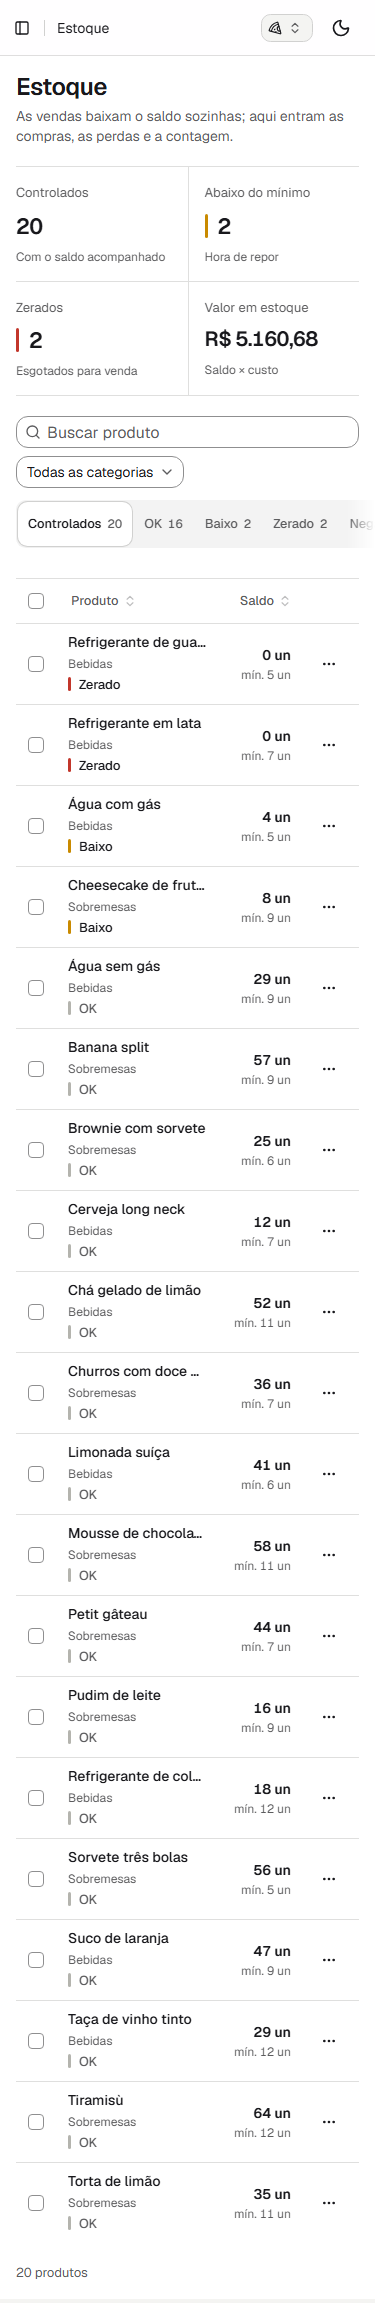 Estoque
Estoque
As vendas baixam o saldo sozinhas; aqui entram as
compras, as perdas e a contagem.
Controlados
20
Com o saldo acompanhado
Abaixo do mínimo
2
Hora de repor
Zerados
2
Esgotados para venda
Valor em estoque
R$ 5.160,68
Saldo × custo
Buscar produto
Todas as categorias
Controlados 20 OK 16 Baixo 2 Zerado 2 Neg
Produto Saldo
Refrigerante de gua...
Bebidas
Zerado
0 un
mín. 5 un
Refrigerante em lata
Bebidas
Zerado
0 un
mín. 7 un
Água com gás
Bebidas
Baixo
4 un
mín. 5 un
Cheesecake de frut...
Sobremesas
Baixo
8 un
mín. 9 un
Água sem gás
Bebidas
OK
29 un
mín. 9 un
Banana split
Sobremesas
OK
57 un
mín. 9 un
Brownie com sorvete
Sobremesas
OK
25 un
mín. 6 un
Cerveja long neck
Bebidas
OK
12 un
mín. 7 un
Chá gelado de limão
Bebidas
OK
52 un
mín. 11 un
Churros com doce ...
Sobremesas
OK
36 un
mín. 7 un
Limonada suíça
Bebidas
OK
41 un
mín. 6 un
Mousse de chocola...
Sobremesas
OK
58 un
mín. 11 un
Petit gâteau
Sobremesas
OK
44 un
mín. 7 un
Pudim de leite
Sobremesas
OK
16 un
mín. 9 un
Refrigerante de col...
Bebidas
OK
18 un
mín. 12 un
Sorvete três bolas
Sobremesas
OK
56 un
mín. 5 un
Suco de laranja
Bebidas
OK
47 un
mín. 9 un
Taça de vinho tinto
Bebidas
OK
29 un
mín. 12 un
Tiramisù
Sobremesas
OK
64 un
mín. 12 un
Torta de limão
Sobremesas
OK
35 un
mín. 11 un
20 produtos